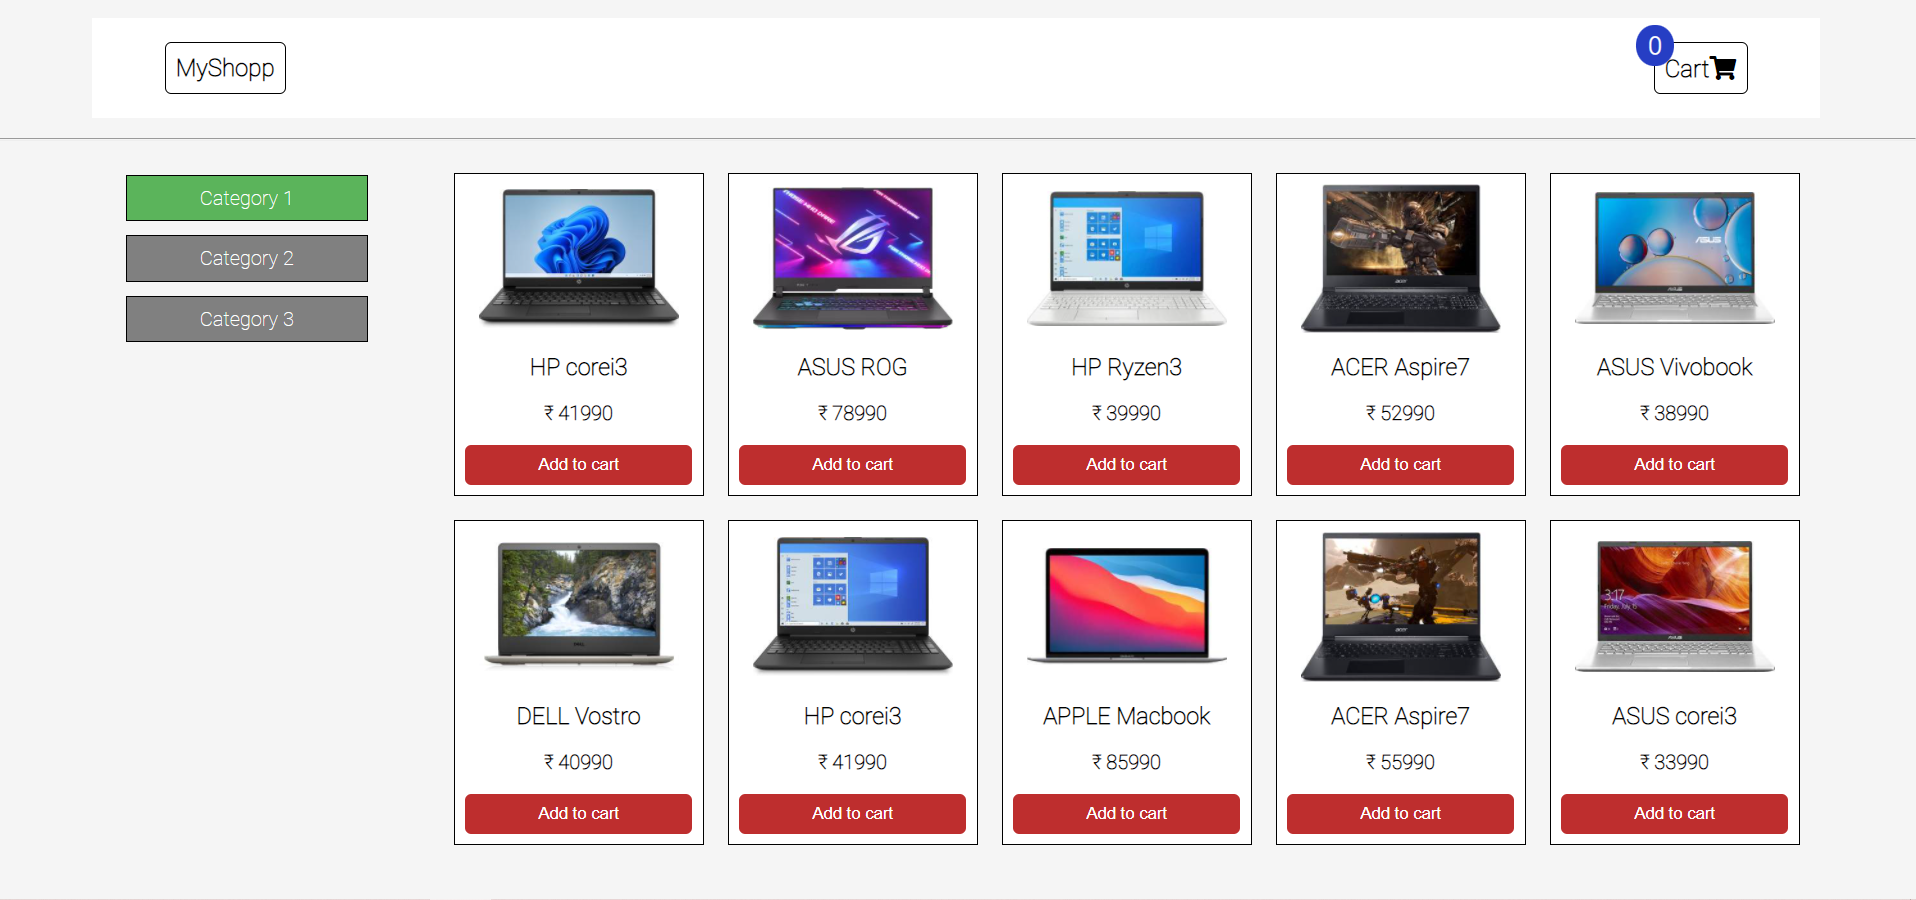 MyShopp
0
Cart
Category 1
Category 2
Category 3
HP corei3
₹ 41990
Add to cart
ASUS ROG
₹ 78990
Add to cart
HP Ryzen3
₹ 39990
Add to cart
ACER Aspire7
₹ 52990
Add to cart
ASUS
ASUS Vivobook
₹ 38990
Add to cart
DELL Vostro
₹ 40990
Add to cart
HP corei3
₹ 41990
Add to cart
APPLE Macbook
₹ 85990
Add to cart
ACER Aspire7
₹ 55990
Add to cart
3:17
ASUS corei3
₹ 33990
Add to cart